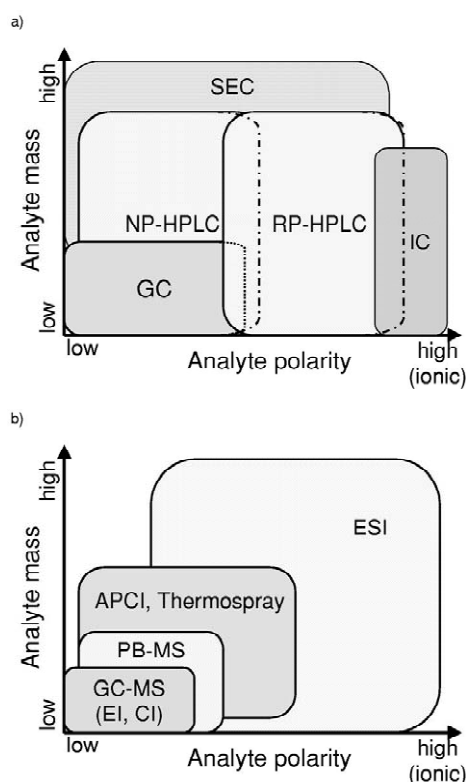 a)
high
SEC
Analyte mass
NP-HPLC
RP-HPLC
IC
GC
low
low
Analyte polarity
high
(ionic)
b)
high
ESI
Analyte mass
APCI, Thermospray
PB-MS
GC-MS
(EI, CI)
low
low
Analyte polarity
high
(ionic)